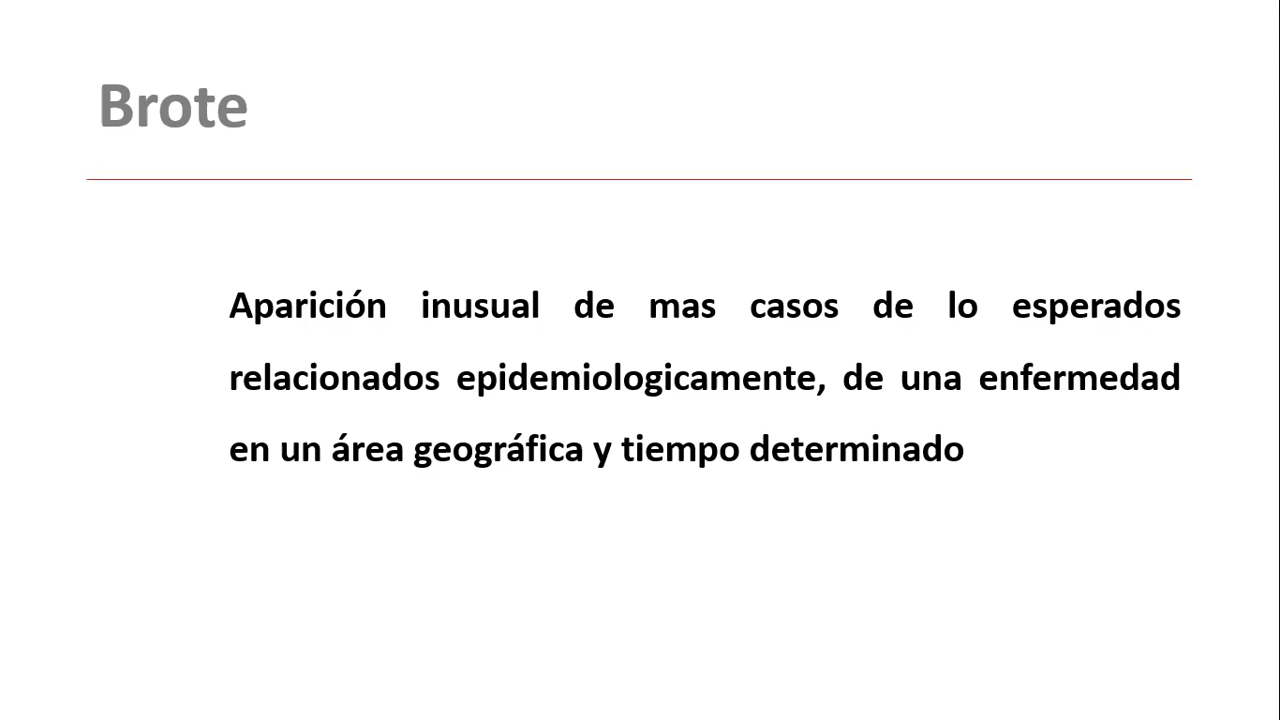 Brote
Aparición inusual de mas casos de lo esperados
relacionados epidemiologicamente, de una enfermedad
en un área geográfica y tiempo determinado